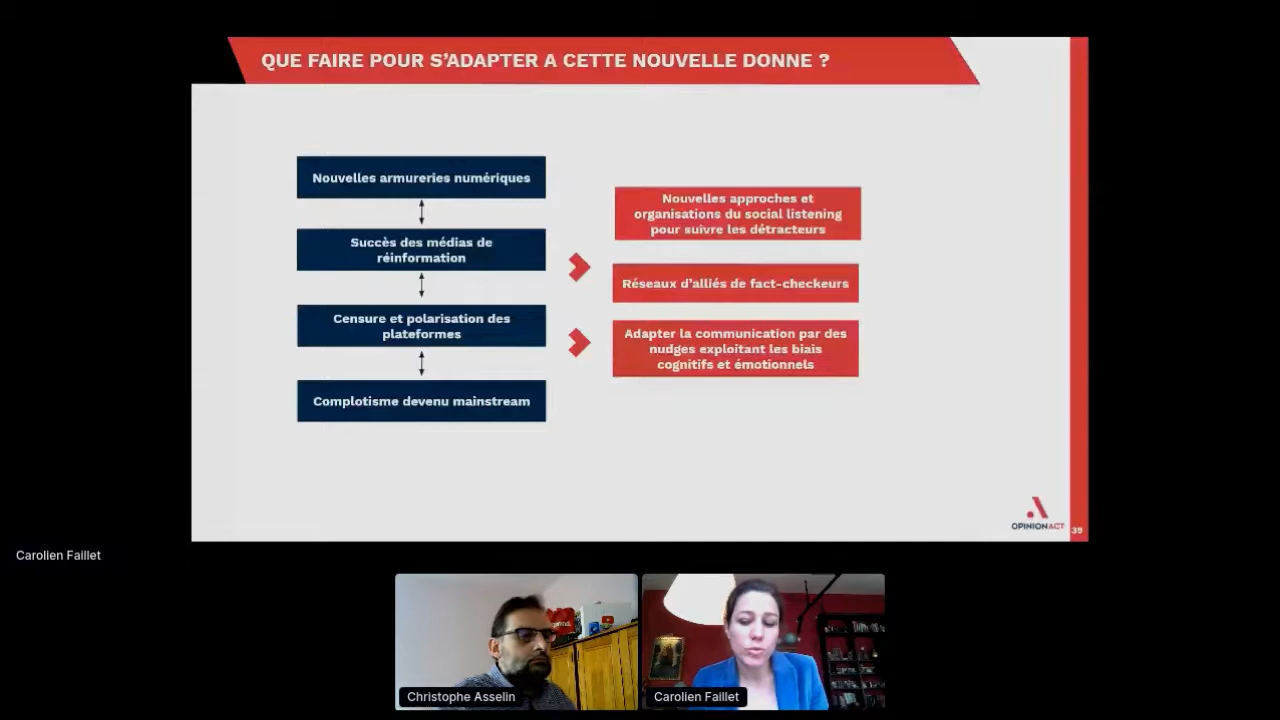 QUE FAIRE POUR S'ADAPTER A CETTE NOUVELLE DONNE ?
Nouvelles armureries numériques
Succès des médias de
réinformation
Censure et polarisation des
plateformes
Complotisme devenu mainstream
Nouvelles approches et
organisations du social listening
pour suivre les détracteurs
Réseaux d'alliés de fact-checkeurs
Adapter la communication par des
nudges exploitant les biais
cognitifs et émotionnels
OPINIONACT
39
Carolien Faillet
Christophe Asselin
Carolien Faillet